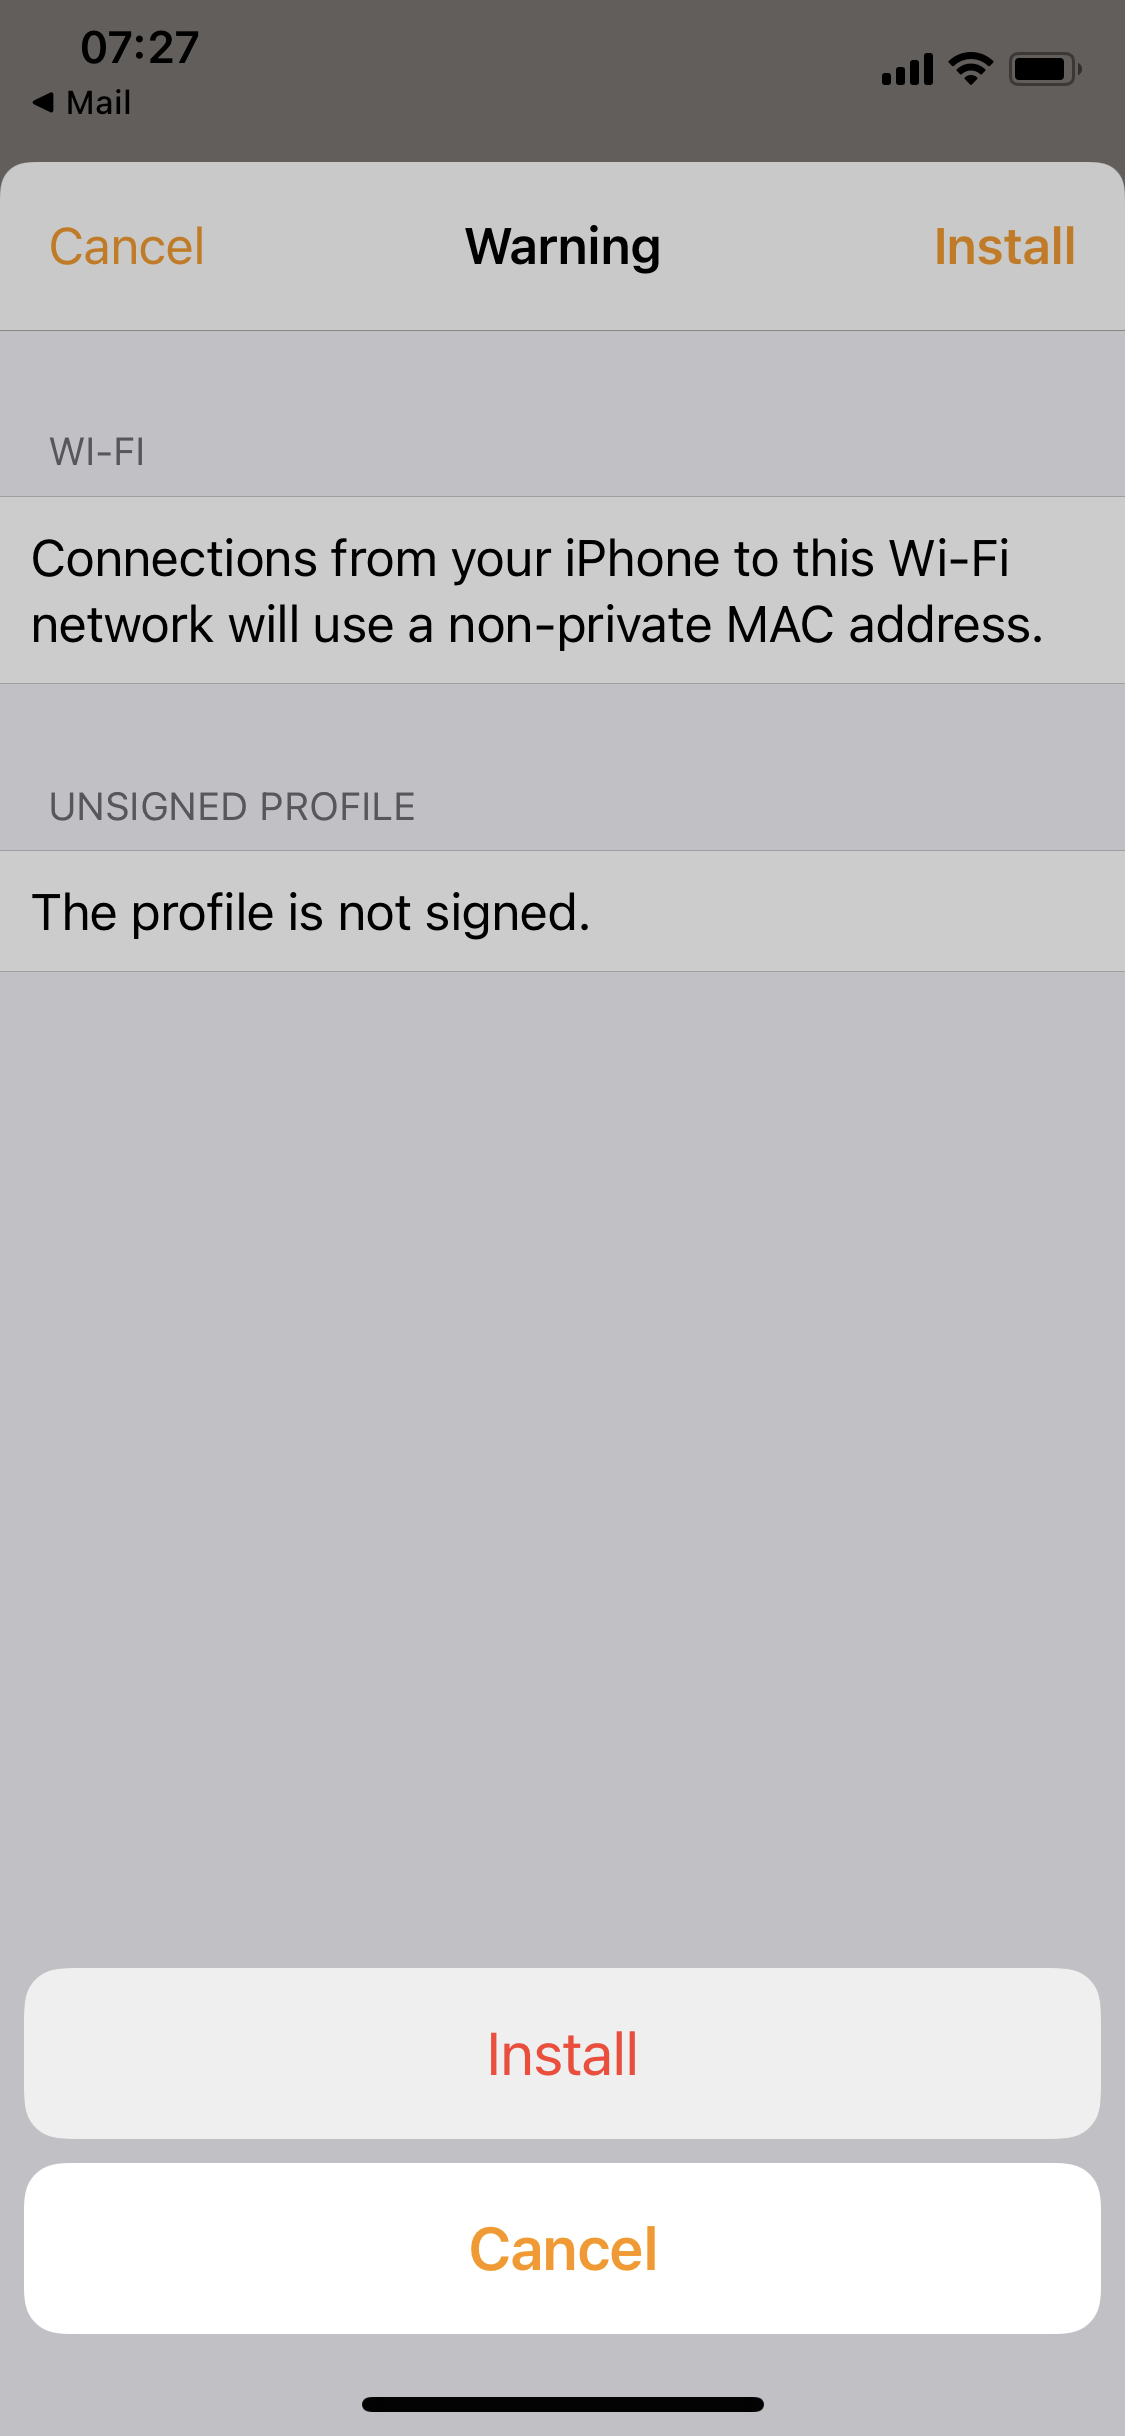 07:27
◀ Mail
Cancel Warning Install
WI-FI
Connections from your iPhone to this Wi-Fi
network will use a non-private MAC address.
UNSIGNED PROFILE
The profile is not signed.
Install
Cancel